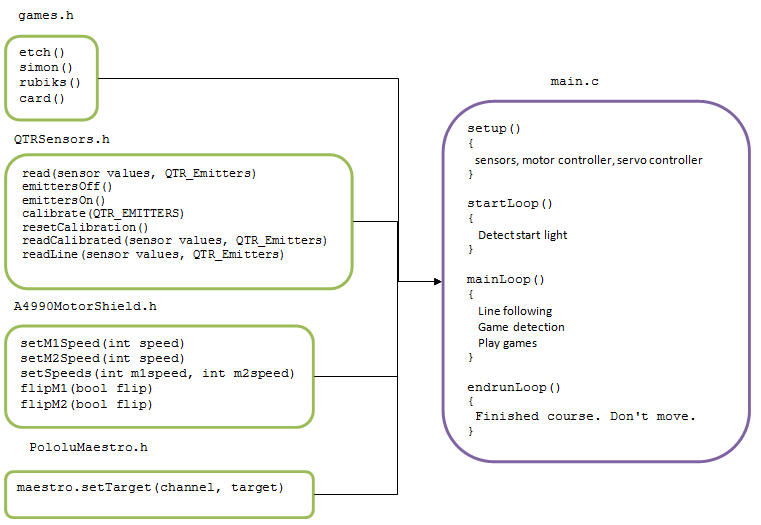 games.h
etch()
simon()
rubiks()
card()
QTRSensors.h
read(sensor values, QTR_Emitters)
emittersOff()
emittersOn()
calibrate(QTR_EMITTERS)
resetCalibration()
readCalibrated(sensor values, QTR_Emitters)
readLine(sensor values, QTR_Emitters)
A4990MotorShield.h
setM1Speed(int speed)
setM2Speed(int speed)
setSpeeds(int m1speed, int m2speed)
flipM1(bool flip)
flipM2(bool flip)
PololuMaestro.h
maestro.setTarget(channel, target)
main.c
setup()
{
sensors, motor controller, servo controller
}
startLoop()
{
Detect start light
}
mainLoop()
{
Line following
Game detection
Play games
}
endrunLoop()
{
Finished course. Don't move.
}